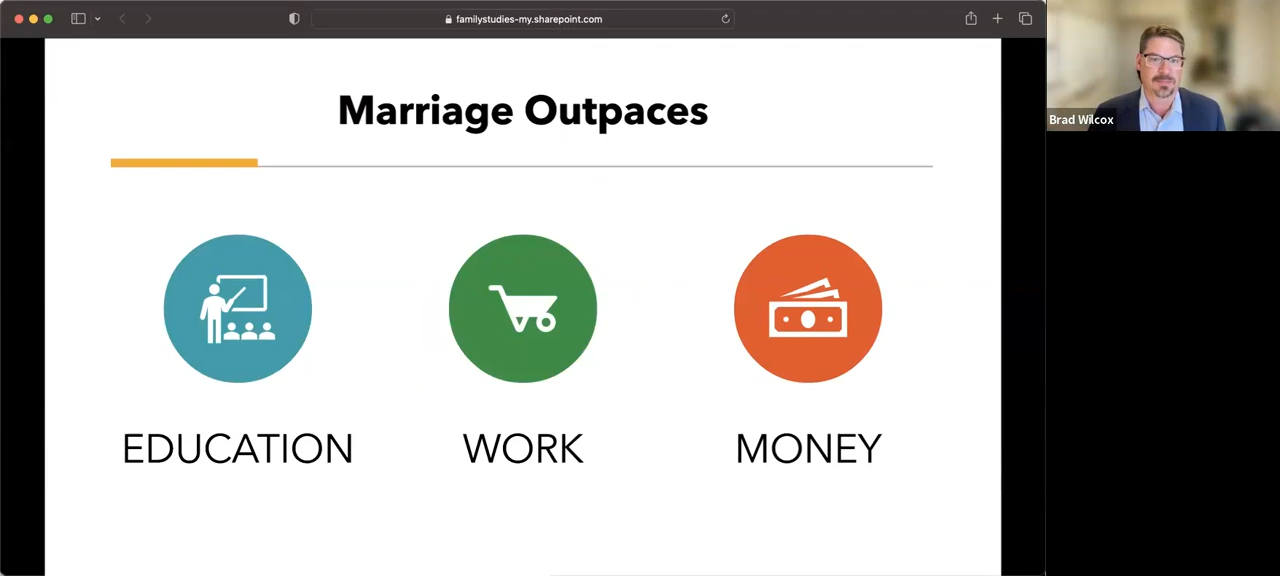 familystudies-my.sharepoint.com
Marriage Outpaces
EDUCATION
WORK
MONEY
Brad Wilcox